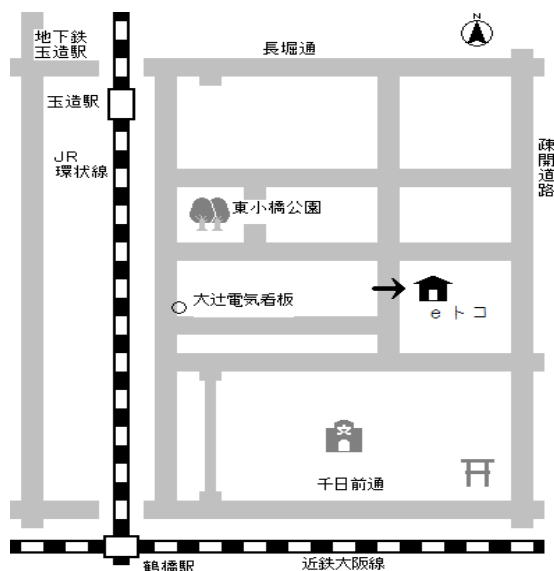 地下鉄
玉造駅
長堀通
N
玉造駅
JR
環状線
疎開道路
東小橋公園
大辻電気看板
eトコ
文
千日前通
鶴橋駅
近鉄大阪線